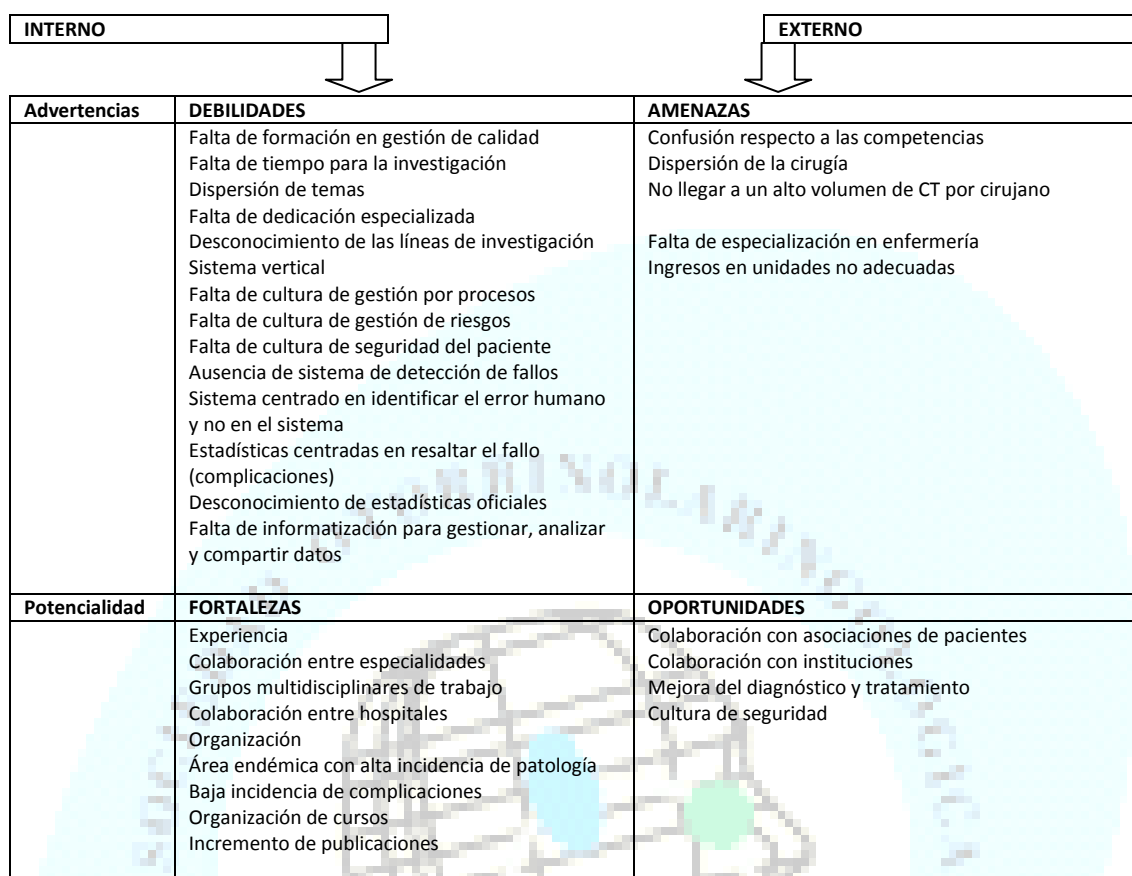 INTERNO
EXTERNO
Advertencias
DEBILIDADES
Falta de formación en gestión de calidad
Falta de tiempo para la investigación
Dispersión de temas
Falta de dedicación especializada
Desconocimiento de las líneas de investigación
Sistema vertical
Falta de cultura de gestión por procesos
Falta de cultura de gestión de riesgos
Falta de cultura de seguridad del paciente
Ausencia de sistema de detección de fallos
Sistema centrado en identificar el error humano
y no en el sistema
Estadísticas centradas en resaltar el fallo
(complicaciones)
Desconocimiento de estadísticas oficiales
Falta de informatización para gestionar, analizar
y compartir datos
AMENAZAS
Confusión respecto a las competencias
Dispersión de la cirugía
No llegar a un alto volumen de CT por cirujano
Falta de especialización en enfermería
Ingresos en unidades no adecuadas
Potencialidad
FORTALEZAS
Experiencia
Colaboración entre especialidades
Grupos multidisciplinares de trabajo
Colaboración entre hospitales
Organización
Área endémica con alta incidencia de patología
Baja incidencia de complicaciones
Organización de cursos
Incremento de publicaciones
OPORTUNIDADES
Colaboración con asociaciones de pacientes
Colaboración con instituciones
Mejora del diagnóstico y tratamiento
Cultura de seguridad